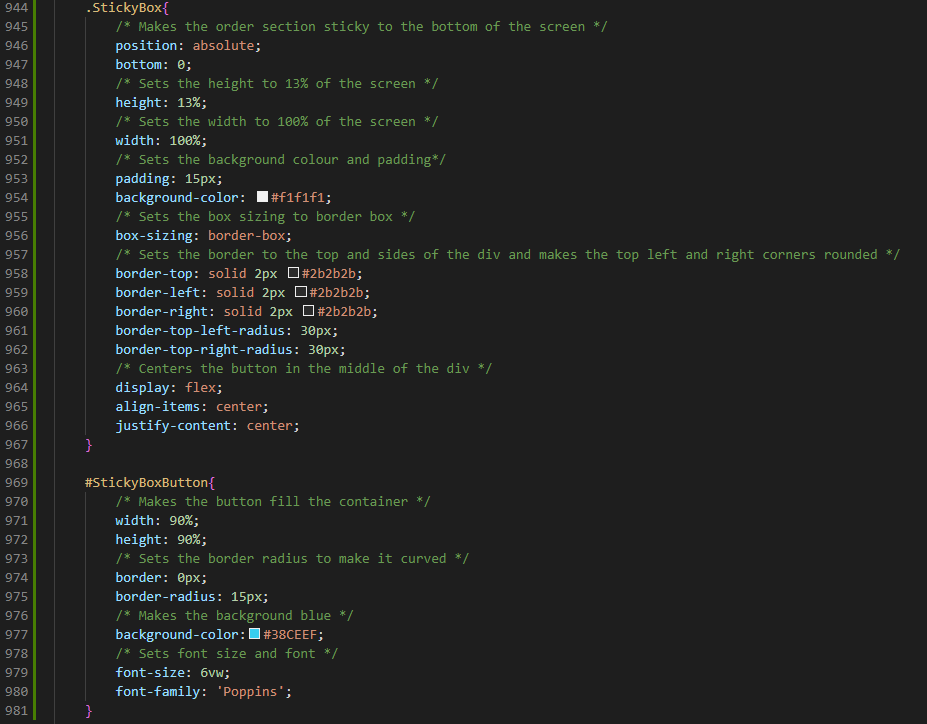 944 .StickyBox{
945 /* Makes the order section sticky to the bottom of the screen */
946 position: absolute;
947 bottom: 0;
948 /* Sets the height to 13% of the screen */
949 height: 13%;
950 /* Sets the width to 100% of the screen */
951 width: 100%;
952 /* Sets the background colour and padding*/
953 padding: 15px;
954 background-color: #f1f1f1;
955 /* Sets the box sizing to border box */
956 box-sizing: border-box;
957 /* Sets the border to the top and sides of the div and makes the top left and right corners rounded */
958 border-top: solid 2px #2b2b2b;
959 border-left: solid 2px #2b2b2b;
960 border-right: solid 2px #2b2b2b;
961 border-top-left-radius: 30px;
962 border-top-right-radius: 30px;
963 /* Centers the button in the middle of the div */
964 display: flex;
965 align-items: center;
966 justify-content: center;
967 }
968
969 #StickyBoxButton{
970 /* Makes the button fill the container */
971 width: 90%;
972 height: 90%;
973 /* Sets the border radius to make it curved */
974 border: 0px;
975 border-radius: 15px;
976 /* Makes the background blue */
977 background-color: #38CEEF;
978 /* Sets font size and font */
979 font-size: 6vw;
980 font-family: 'Poppins';
981 }